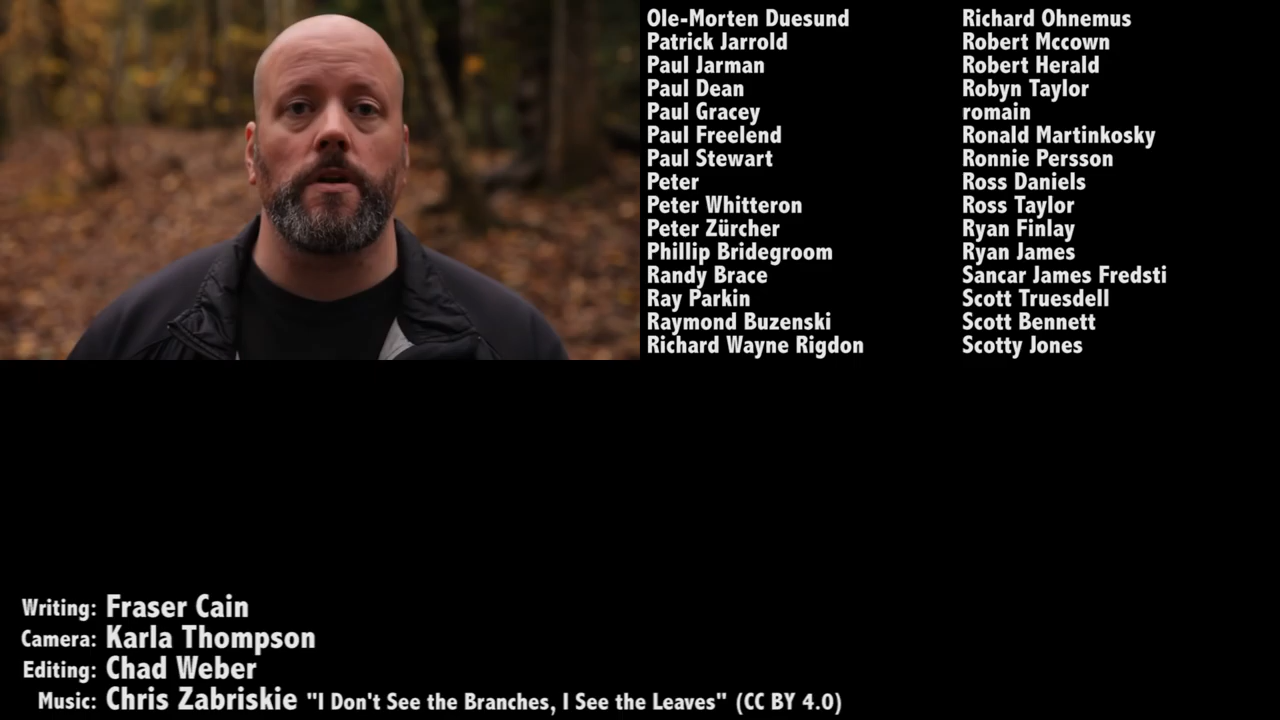 Ole-Morten Duesund
Patrick Jarrold
Paul Jarman
Paul Dean
Paul Gracey
Paul Freelend
Paul Stewart
Peter
Peter Whitteron
Peter Zürcher
Phillip Bridegroom
Randy Brace
Ray Parkin
Raymond Buzenski
Richard Wayne Rigdon
Richard Ohnemus
Robert Mccown
Robert Herald
Robyn Taylor
romain
Ronald Martinkosky
Ronnie Persson
Ross Daniels
Ross Taylor
Ryan Finlay
Ryan James
Sancar James Fredsti
Scott Truesdell
Scott Bennett
Scotty Jones
Writing: Fraser Cain
Camera: Karla Thompson
Editing: Chad Weber
Music: Chris Zabriskie "I Don't See the Branches, I See the Leaves" (CC BY 4.0)